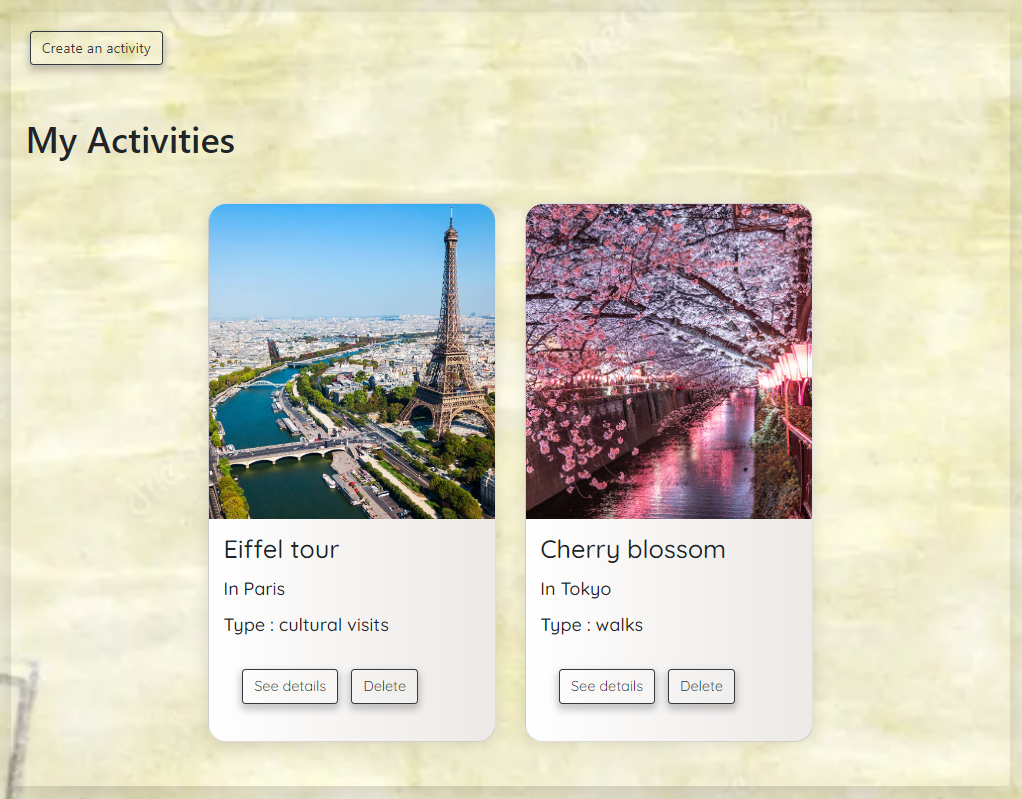 Create an activity
My Activities
Eiffel tour
In Paris
Type : cultural visits
See details
Delete
Cherry blossom
In Tokyo
Type : walks
See details
Delete